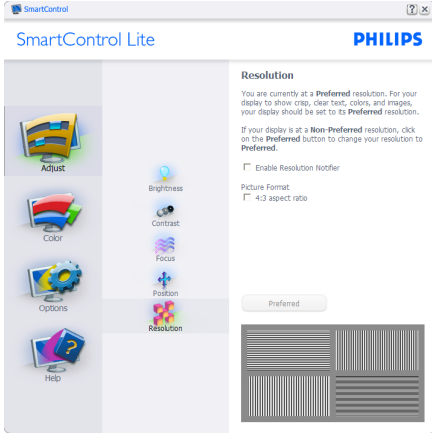 SmartControl
SmartControl Lite
PHILIPS
Adjust
Color
Options
Help
Brightness
Contrast
Focus
Position
Resolution
Resolution
You are currently at a Preferred resolution. For your
display to show crisp, clear text, colors, and images,
your display should be set to its Preferred resolution.
If your display is at a Non-Preferred resolution, click
on the Preferred button to change your resolution to
Preferred.
Enable Resolution Notifier
Picture Format
4:3 aspect ratio
Preferred